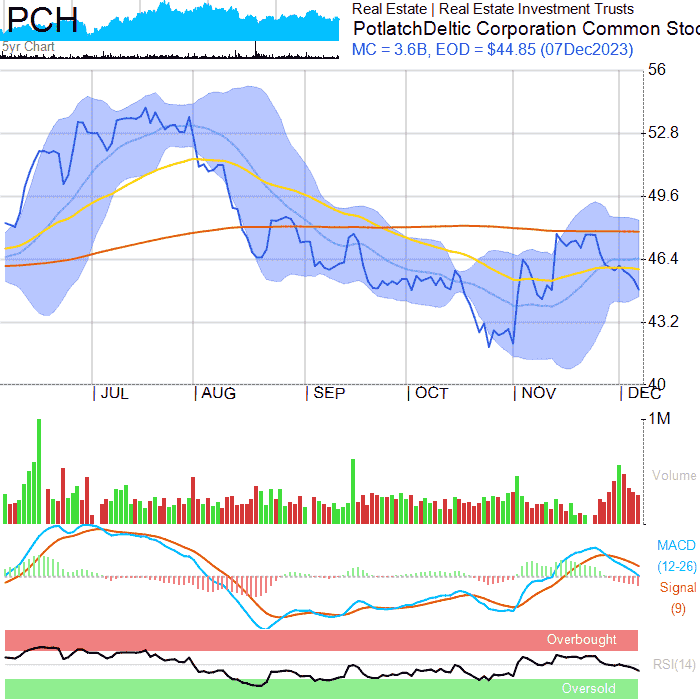 PCH
5yr Chart
Real Estate | Real Estate Investment Trusts
PotlatchDeltic Corporation Common Stoc
MC = 3.6B, EOD = $44.85 (07Dec2023)
56
52.8
49.6
46.4
43.2
40
JUL
AUG
SEP
OCT
NOV
DEC
1M
Volume
MACD
(12-26)
Signal
(9)
Overbought
RSI(14)
Oversold